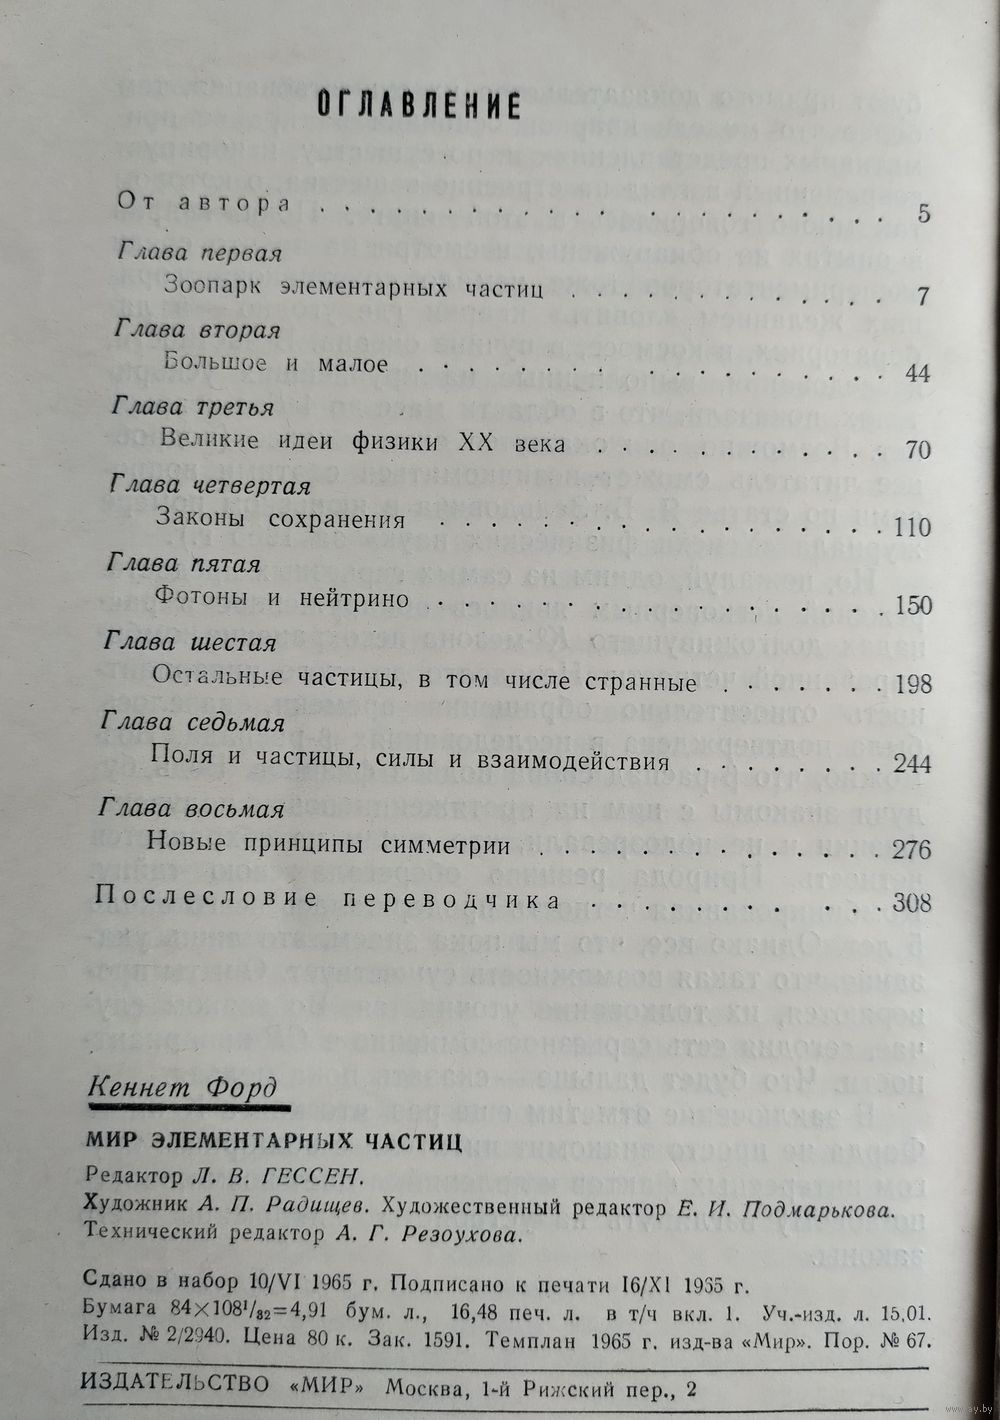 ОГЛАВЛЕНИЕ
От автора . . . . . . . . . . . . . . . . . . . . . . 5
Глава первая
Зоопарк элементарных частиц . . . . . . . . . . . . . 7
Глава вторая
Большое и малое . . . . . . . . . . . . . . . . . . . 44
Глава третья
Великие идеи физики XX века . . . . . . . . . . . . 70
Глава четвертая
Законы сохранения . . . . . . . . . . . . . . . . . . 110
Глава пятая
Фотоны и нейтрино . . . . . . . . . . . . . . . . . . 150
Глава шестая
Остальные частицы, в том числе странные . . . . . . . 198
Глава седьмая
Поля и частицы, силы и взаимодействия . . . . . . . . 244
Глава восьмая
Новые принципы симметрии . . . . . . . . . . . . . . 276
Послесловие переводчика . . . . . . . . . . . 308
Кеннет Форд
МИР ЭЛЕМЕНТАРНЫХ ЧАСТИЦ
Редактор Л. В. ГЕССЕН.
Художник А. П. Радищев. Художественный редактор Е. И. Подмарькова.
Технический редактор А. Г. Резоухова.
Сдано в набор 10/VI 1965 г. Подписано к печати 16/XI 1965 г.
Бумага 84×108¹/₃₂=4,91 бум. л., 16,48 печ. л. в т/ч вкл. 1. Уч.-изд. л. 15,01.
Изд. № 2/2940. Цена 80 к. Зак. 1591. Темплан 1965 г. изд-ва «Мир». Пор. № 67.
ИЗДАТЕЛЬСТВО «МИР» Москва, 1-й Рижский пер., 2
www.ay.by